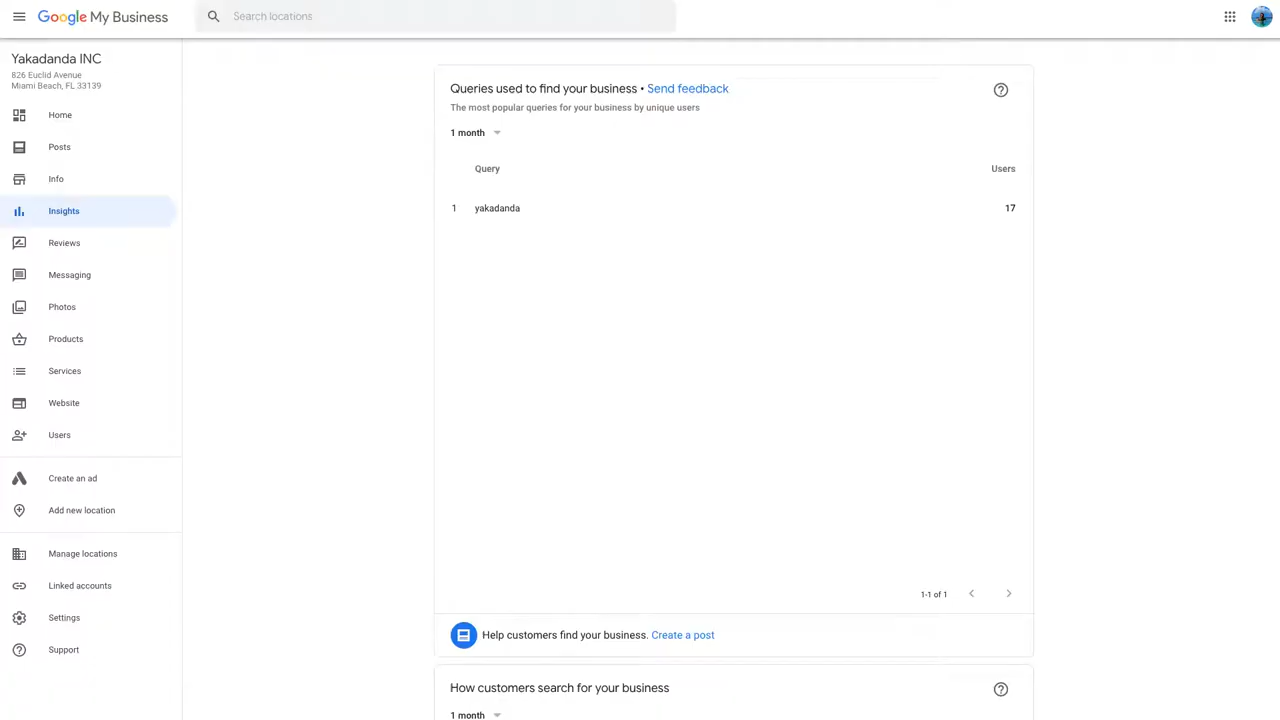 Google My Business
Search locations
Yakadanda INC
826 Euclid Avenue
Miami Beach, FL 33139
Home
Posts
Info
Insights
Reviews
Messaging
Photos
Products
Services
Website
Users
Create an ad
Add new location
Manage locations
Linked accounts
Settings
Support
Queries used to find your business • Send feedback
The most popular queries for your business by unique users
1 month
Query Users
1 yakadanda 17
1-1 of 1
Help customers find your business. Create a post
How customers search for your business
1 month